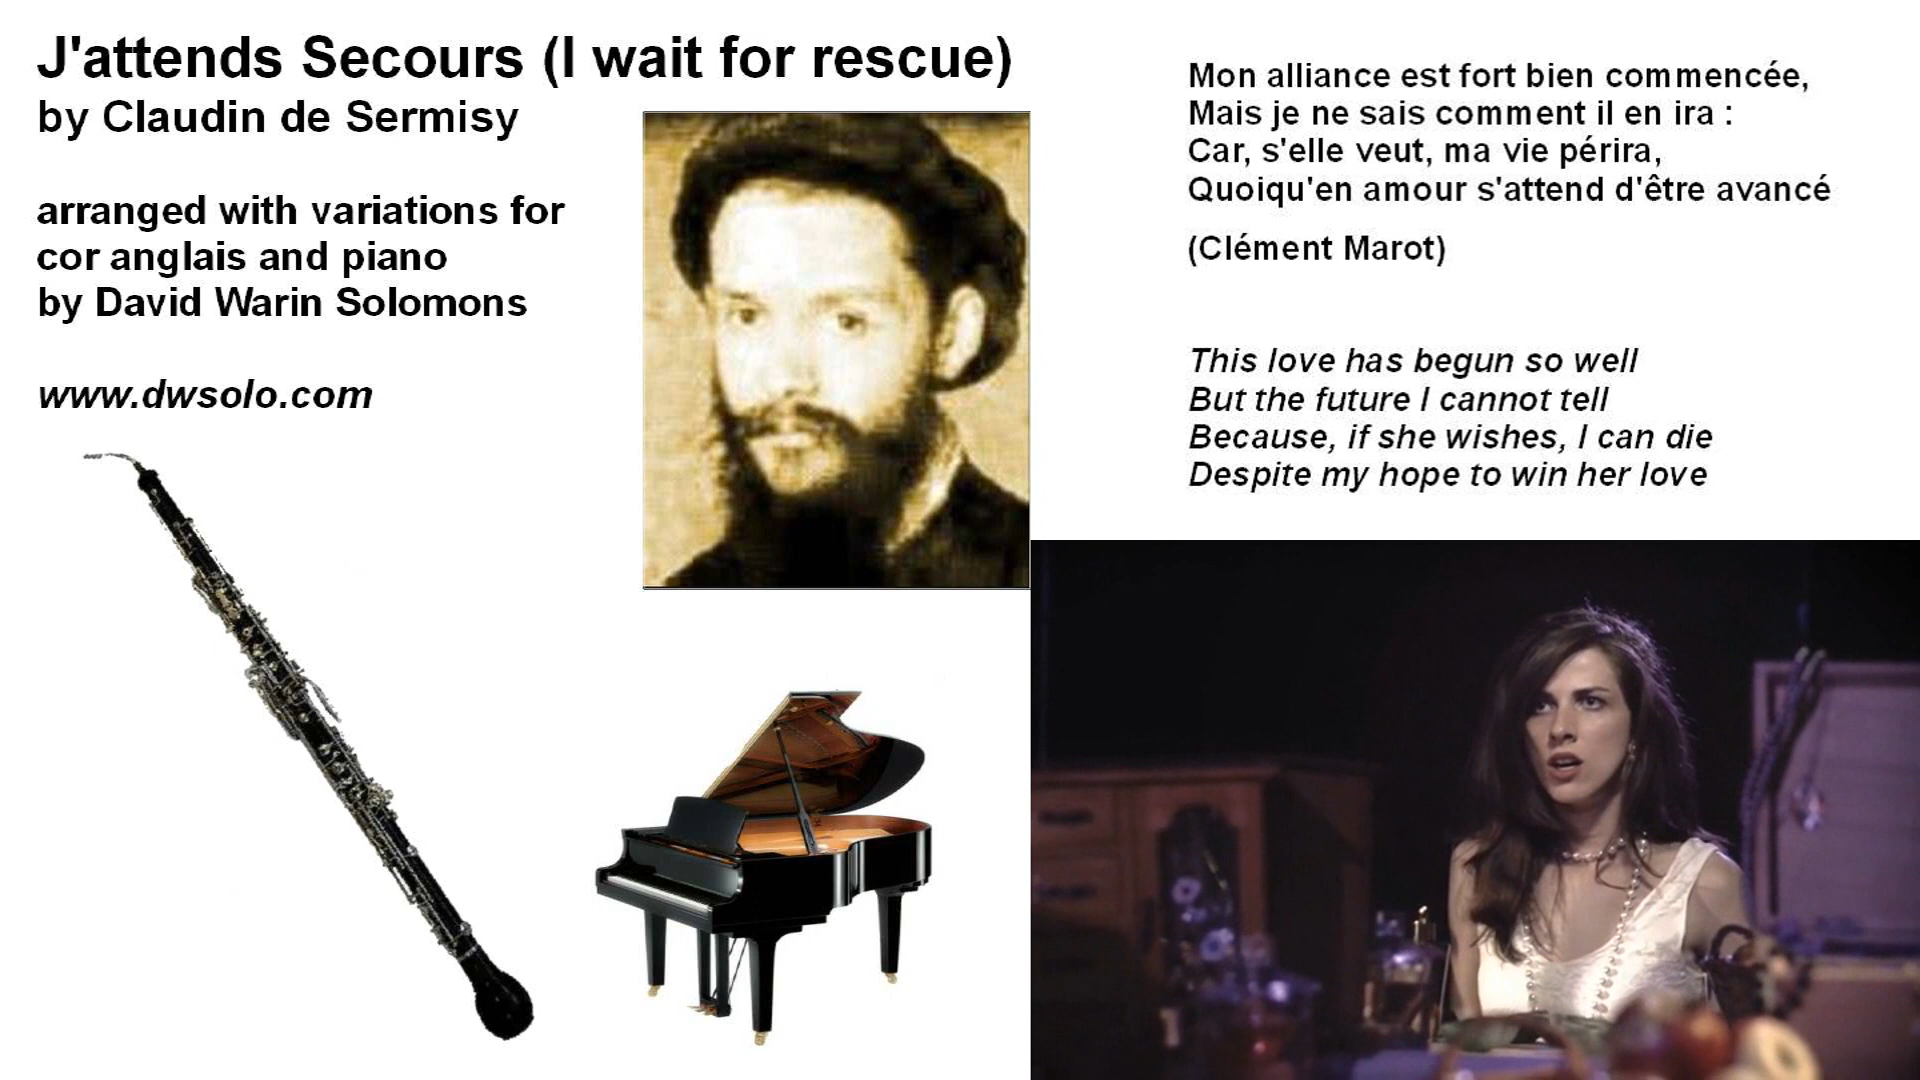 J'attends Secours (I wait for rescue)
by Claudin de Sermisy
arranged with variations for
cor anglais and piano
by David Warin Solomons
www.dwsolo.com
Mon alliance est fort bien commencée,
Mais je ne sais comment il en ira :
Car, s'elle veut, ma vie périra,
Quoiqu'en amour s'attend d'être avancé
(Clément Marot)
This love has begun so well
But the future I cannot tell
Because, if she wishes, I can die
Despite my hope to win her love